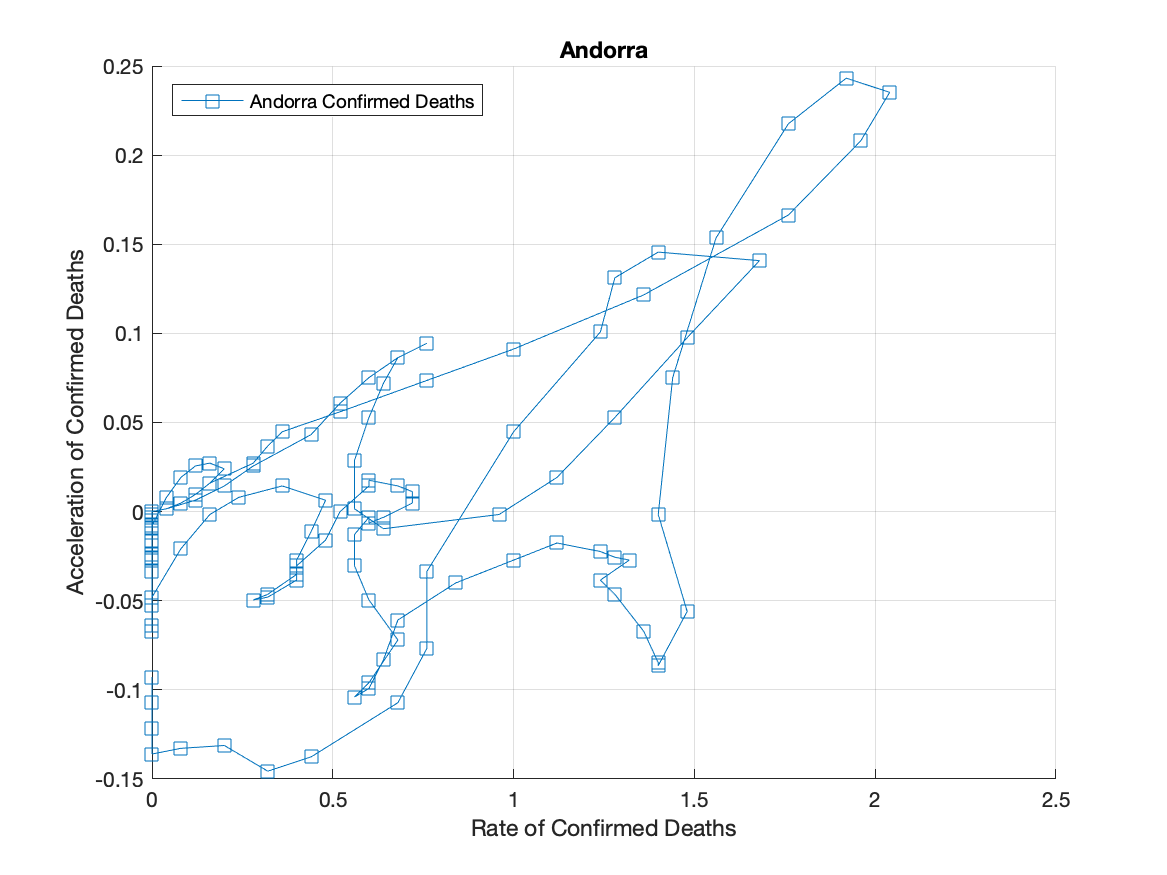 Andorra
0.25
Andorra Confirmed Deaths
0.2
0.15
0.1
0.05
0
-0.05
-0.1
-0.15
Acceleration of Confirmed Deaths
0 0.5 1 1.5 2 2.5
Rate of Confirmed Deaths